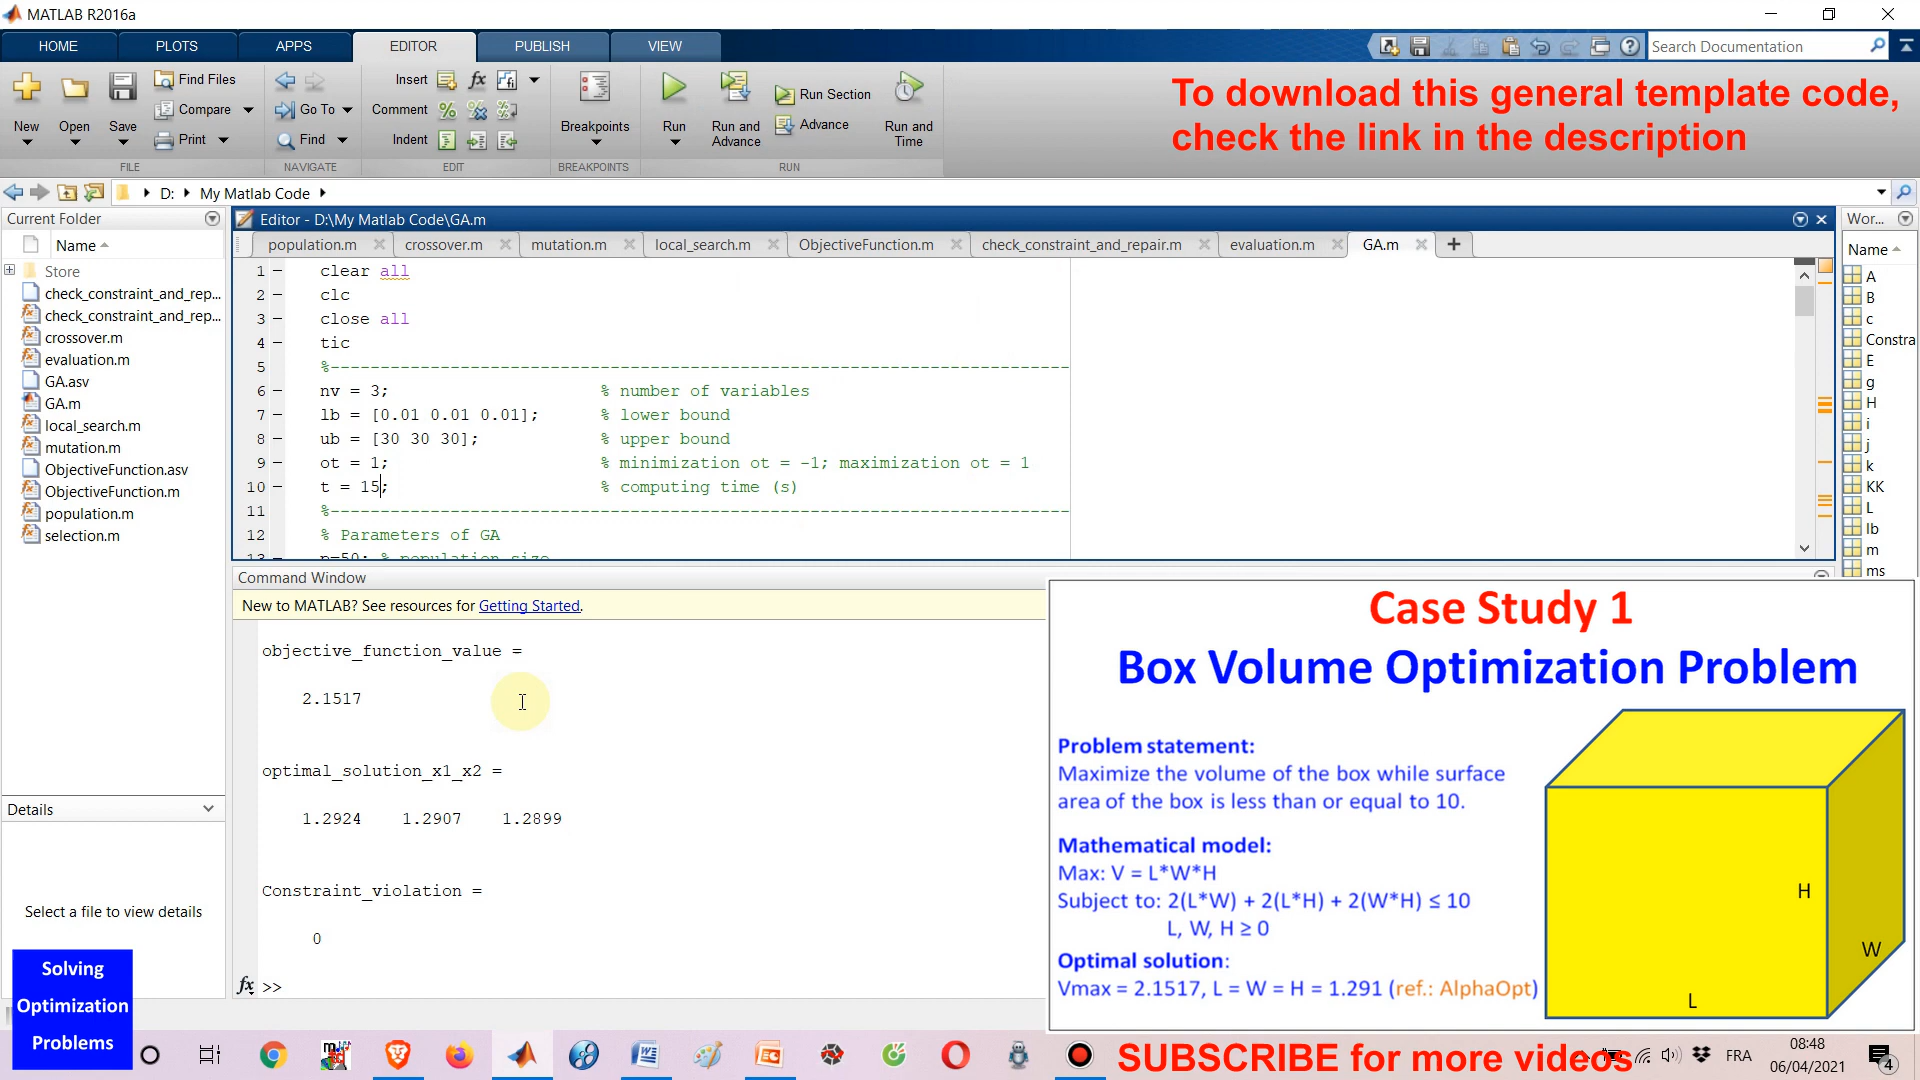 MATLAB R2016a
HOME PLOTS APPS EDITOR PUBLISH VIEW
Search Documentation
New Open Save
Find Files
Compare
Print
FILE
Go To
Find
NAVIGATE
Insert
Comment
Indent
EDIT
Breakpoints
BREAKPOINTS
Run
Run and
Advance
Run Section
Advance
Run and
Time
RUN
To download this general template code,
check the link in the description
D: My Matlab Code
Current Folder
Name
Store
check_constraint_and_rep...
check_constraint_and_rep...
crossover.m
evaluation.m
GA.asv
GA.m
local_search.m
mutation.m
ObjectiveFunction.asv
ObjectiveFunction.m
population.m
selection.m
Details
Select a file to view details
Editor - D:\My Matlab Code\GA.m
population.m crossover.m mutation.m local_search.m ObjectiveFunction.m check_constraint_and_repair.m evaluation.m GA.m
1 – clear all
2 – clc
3 – close all
4 – tic
5 %--------------------------------------------------------------------------
6 – nv = 3; % number of variables
7 – lb = [0.01 0.01 0.01]; % lower bound
8 – ub = [30 30 30]; % upper bound
9 – ot = 1; % minimization ot = -1; maximization ot = 1
10 – t = 15; % computing time (s)
11 %--------------------------------------------------------------------------
12 % Parameters of GA
13 – p=50; % population size
Wor...
Name
A
B
c
Constra
E
g
H
i
j
k
KK
L
lb
m
ms
Command Window
New to MATLAB? See resources for Getting Started.
objective_function_value =
2.1517
optimal_solution_x1_x2 =
1.2924 1.2907 1.2899
Constraint_violation =
0
fx >>
Case Study 1
Box Volume Optimization Problem
Problem statement:
Maximize the volume of the box while surface
area of the box is less than or equal to 10.
Mathematical model:
Max: V = L*W*H
Subject to: 2(L*W) + 2(L*H) + 2(W*H) ≤ 10
L, W, H ≥ 0
Optimal solution:
Vmax = 2.1517, L = W = H = 1.291 (ref.: AlphaOpt)
H
W
L
Solving
Optimization
Problems
SUBSCRIBE for more videos
FRA
08:48
06/04/2021
4